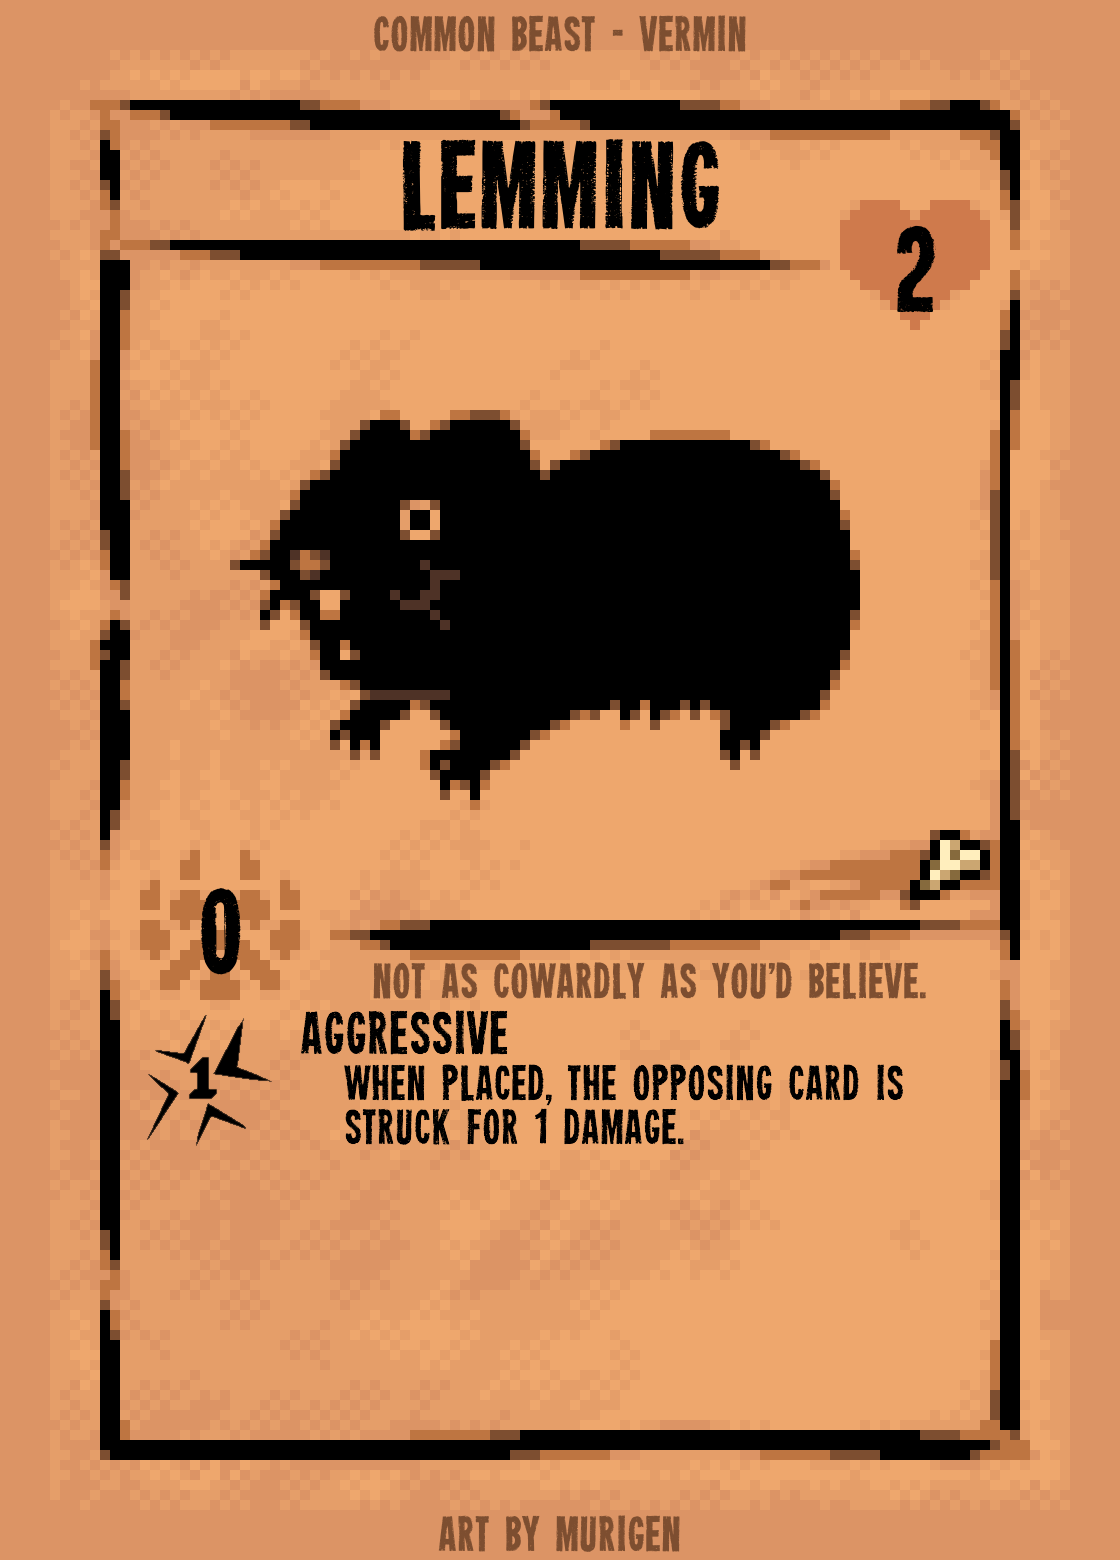 COMMON BEAST - VERMIN
LEMMING
2
0
NOT AS COWARDLY AS YOU'D BELIEVE.
AGGRESSIVE
1
WHEN PLACED, THE OPPOSING CARD IS
STRUCK FOR 1 DAMAGE.
ART BY MURIGEN